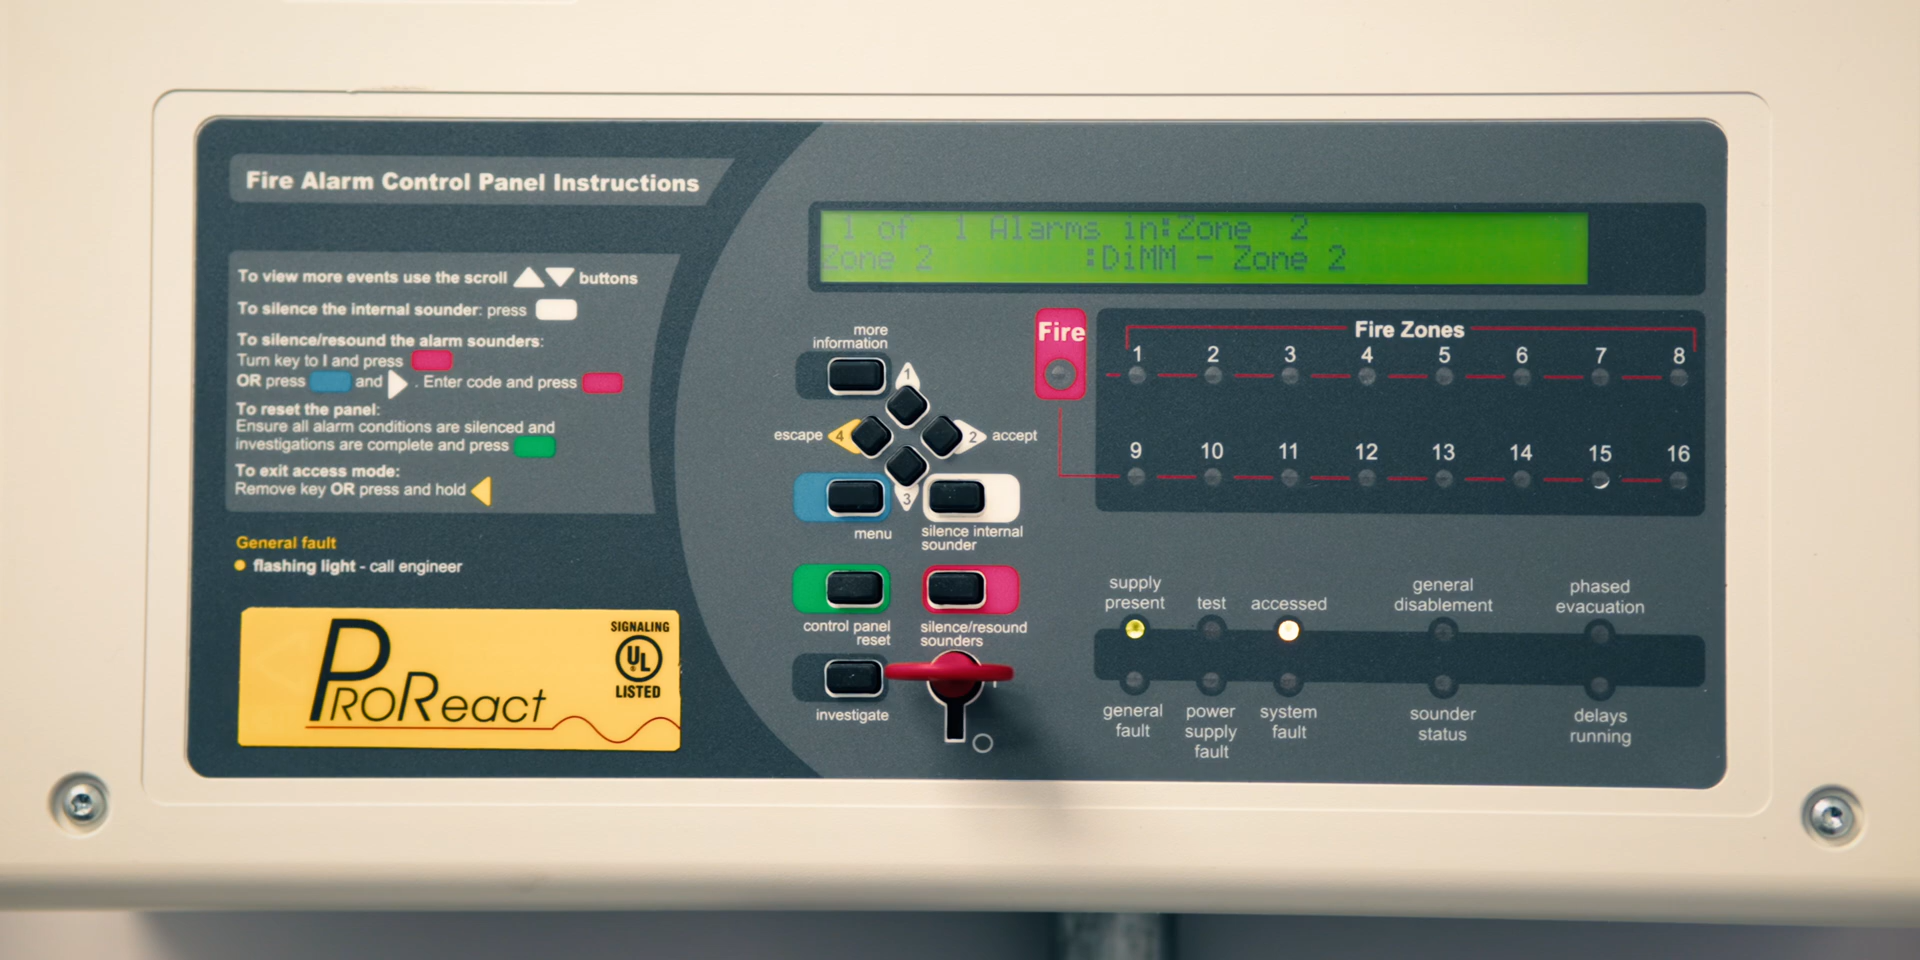 Fire Alarm Control Panel Instructions
To view more events use the scroll buttons
To silence the internal sounder: press
To silence/resound the alarm sounders:
Turn key to I and press
OR press and . Enter code and press
To reset the panel:
Ensure all alarm conditions are silenced and
investigations are complete and press
To exit access mode:
Remove key OR press and hold
General fault
flashing light - call engineer
PROREact
SIGNALING
UL
LISTED
1 of 1 Alarms in:Zone 2
Zone 2 :DiMM - Zone 2
more
information
1
escape 4 2 accept
3
menu
silence internal
sounder
control panel
reset
silence/resound
sounders
investigate
Fire
Fire Zones
1 2 3 4 5 6 7 8
9 10 11 12 13 14 15 16
supply
present
test
accessed
general
disablement
phased
evacuation
general
fault
power
supply
fault
system
fault
sounder
status
delays
running